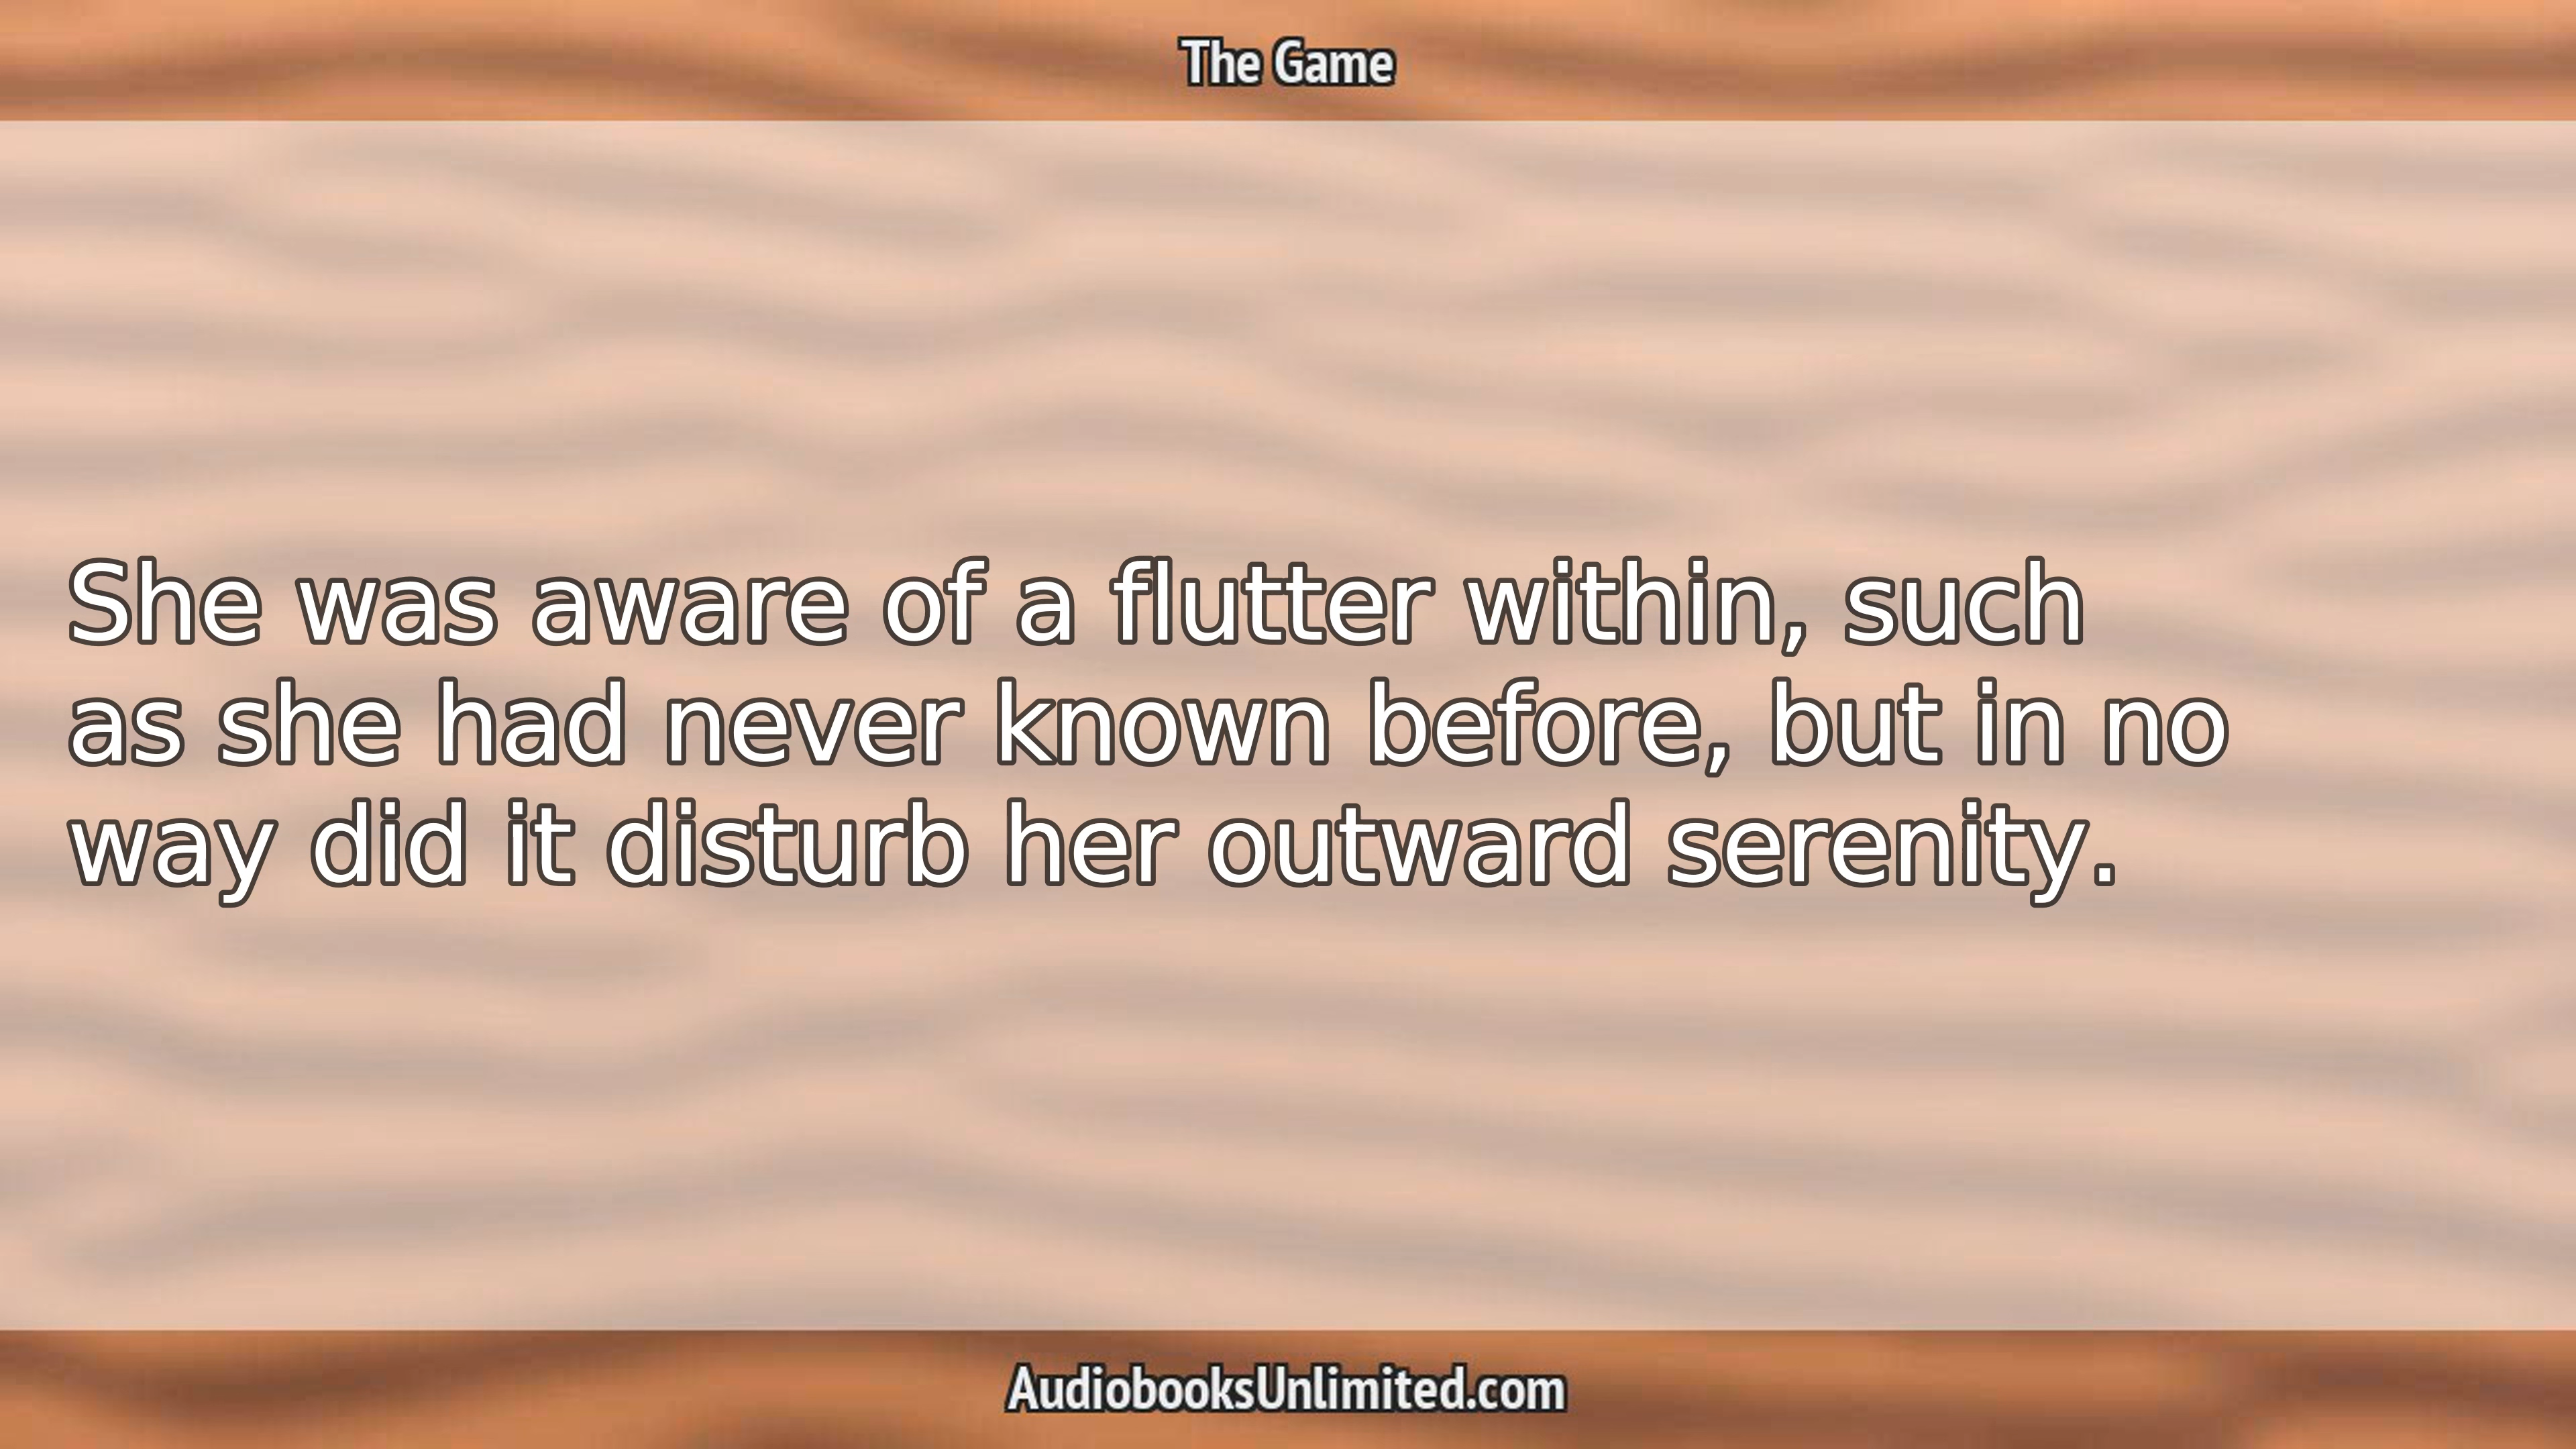 The Game
She was aware of a flutter within, such
as she had never known before, but in no
way did it disturb her outward serenity.
AudiobooksUnlimited.com